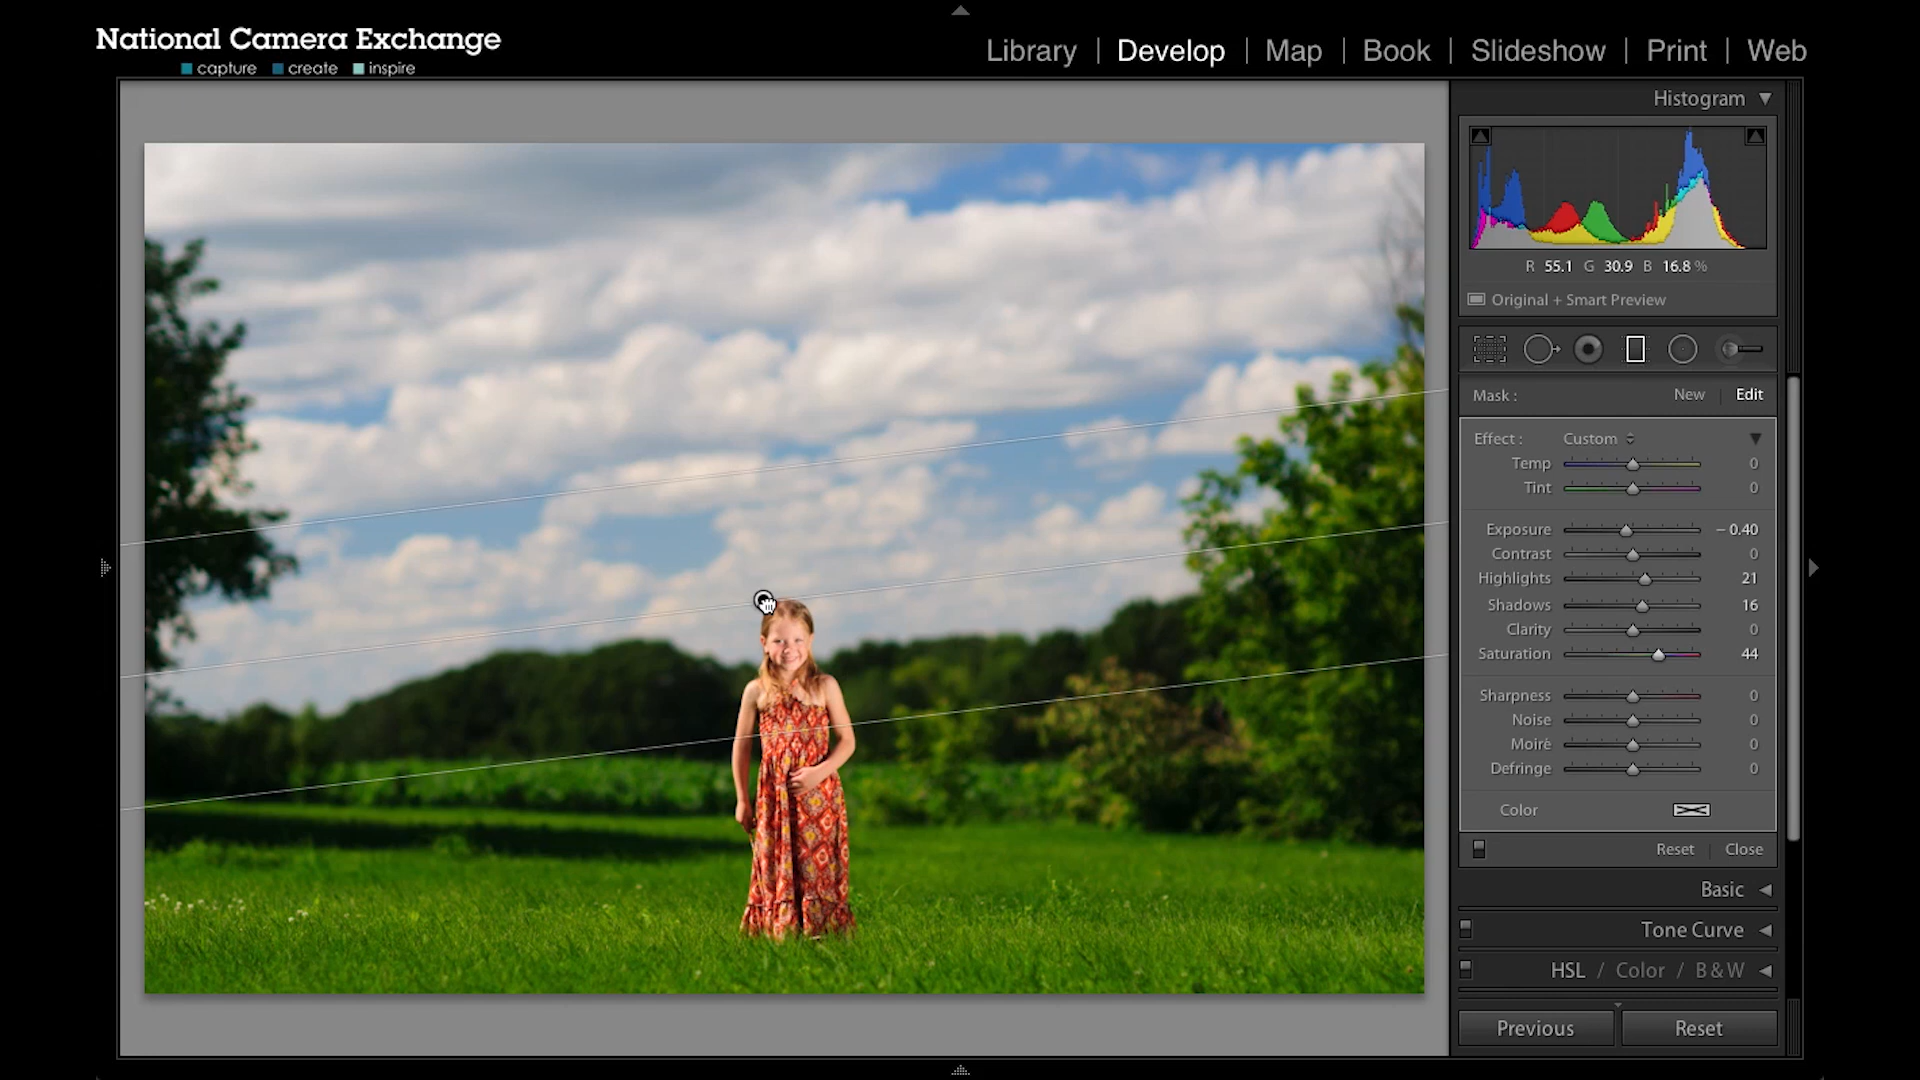 National Camera Exchange
capture create inspire
Library | Develop | Map | Book | Slideshow | Print | Web
Histogram
R 55.1 G 30.9 B 16.8 %
Original + Smart Preview
Mask : New | Edit
Effect : Custom
Temp 0
Tint 0
Exposure – 0.40
Contrast 0
Highlights 21
Shadows 16
Clarity 0
Saturation 44
Sharpness 0
Noise 0
Moiré 0
Defringe 0
Color
Reset | Close
Basic
Tone Curve
HSL / Color / B & W
Previous Reset